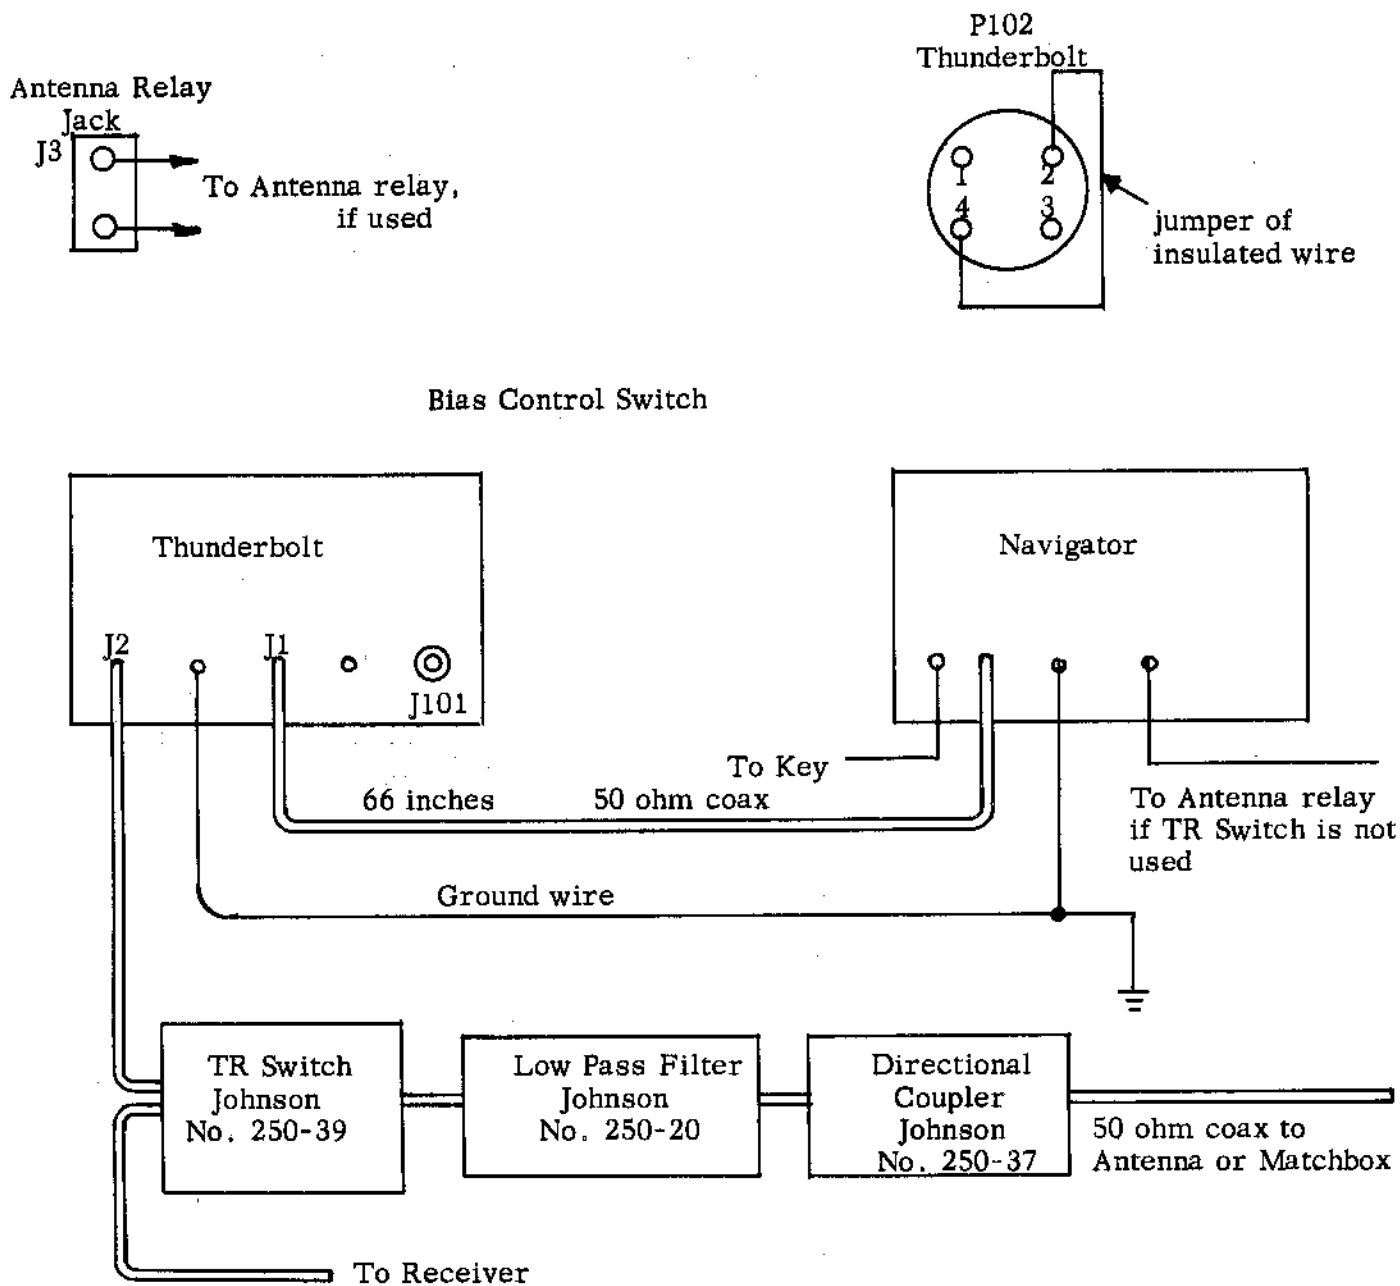 P102
Thunderbolt
Antenna Relay
Jack
J3
To Antenna relay,
if used
1
2
4
3
jumper of
insulated wire
Bias Control Switch
Thunderbolt
Navigator
J2
J1
J101
To Key
66 inches
50 ohm coax
To Antenna relay
if TR Switch is not
used
Ground wire
TR Switch
Johnson
No. 250-39
Low Pass Filter
Johnson
No. 250-20
Directional
Coupler
Johnson
No. 250-37
50 ohm coax to
Antenna or Matchbox
To Receiver